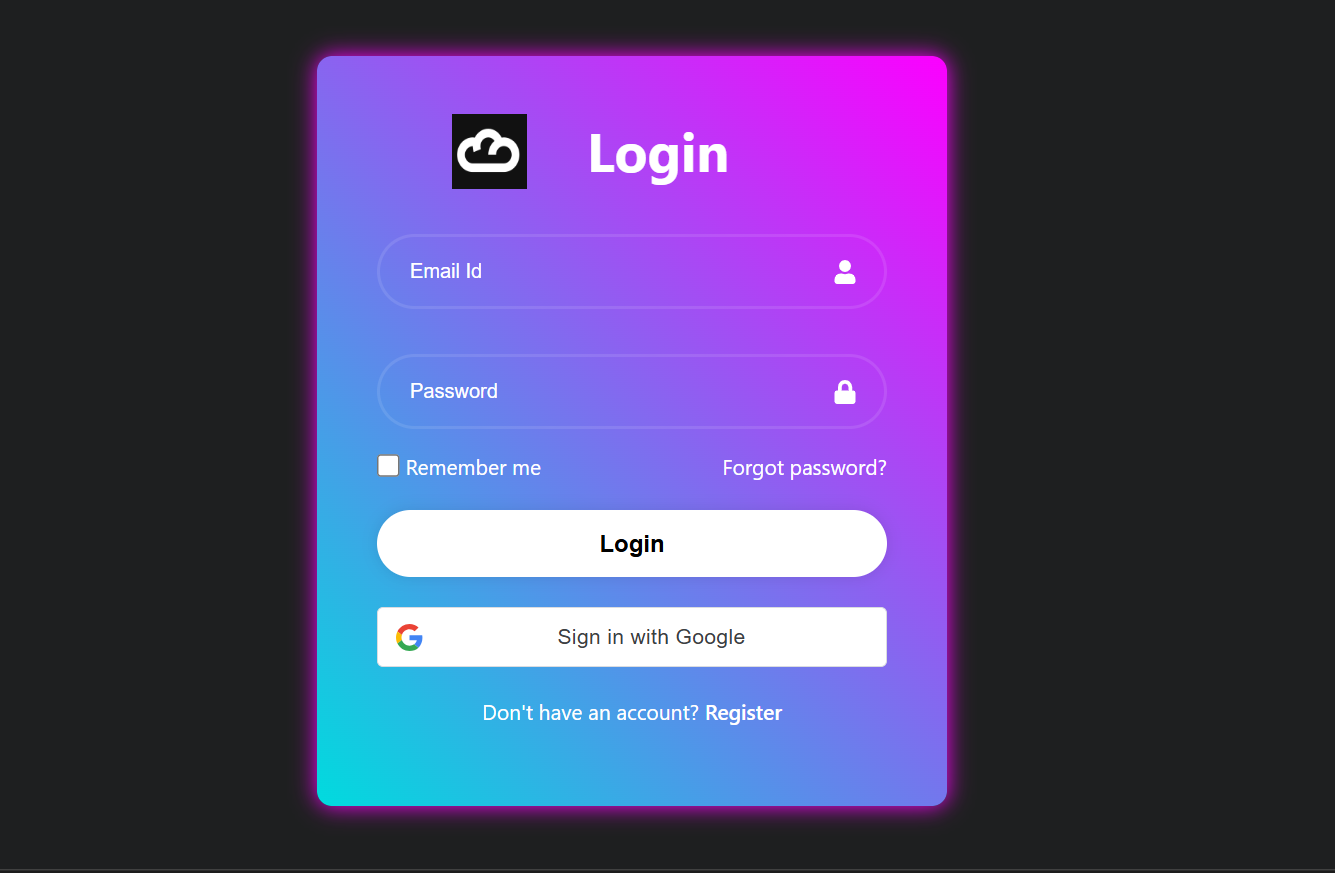 Login
Email Id
Password
Remember me Forgot password?
Login
Sign in with Google
Don't have an account? Register